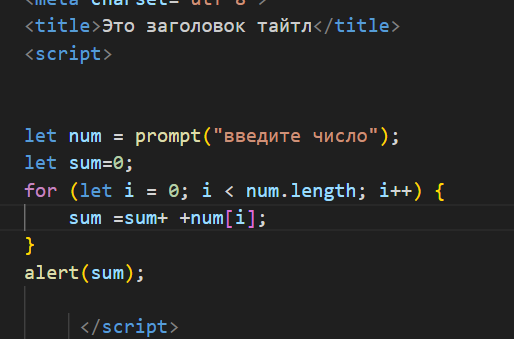 <meta charset="utf-8">
<title>Это заголовок тайтл</title>
<script>
let num = prompt("введите число");
let sum=0;
for (let i = 0; i < num.length; i++) {
sum =sum+ +num[i];
}
alert(sum);
</script>